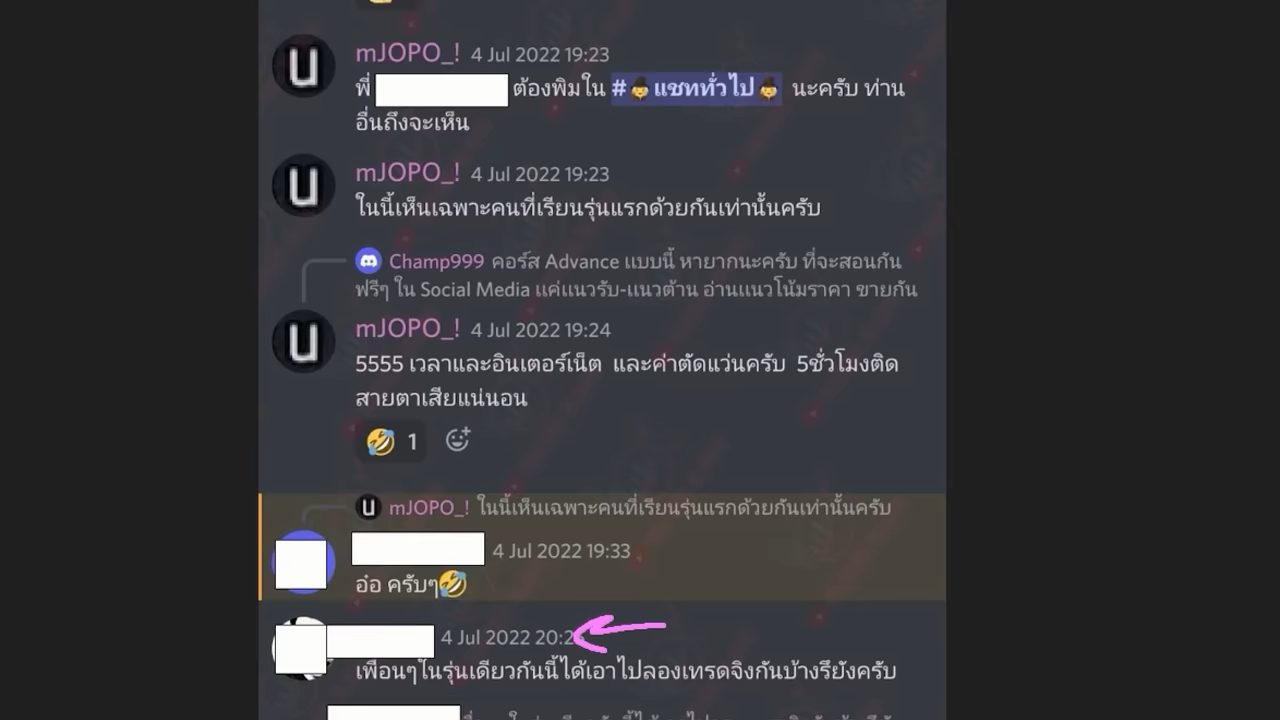 mJOPO_! 4 Jul 2022 19:23
พี่ ต้องพิมใน # แชททั่วไป นะครับ ท่าน
อื่นถึงจะเห็น
mJOPO_! 4 Jul 2022 19:23
ในนี้เห็นเฉพาะคนที่เรียนรุ่นแรกด้วยกันเท่านั้นครับ
Champ999 คอร์ส Advance แบบนี้ หายากนะครับ ที่จะสอนกัน
ฟรีๆ ใน Social Media แค่แนวรับ-แนวต้าน อ่านแนวโน้มราคา ขายกัน
mJOPO_! 4 Jul 2022 19:24
5555 เวลาและอินเตอร์เน็ต และค่าตัดแว่นครับ 5ชั่วโมงติด
สายตาเสียแน่นอน
🤣 1
mJOPO_! ในนี้เห็นเฉพาะคนที่เรียนรุ่นแรกด้วยกันเท่านั้นครับ
4 Jul 2022 19:33
อ๋อ ครับๆ🤣
4 Jul 2022
เพื่อนๆในรุ่นเดียวกันนี้ได้เอาไปลองเทรดจิงกันบ้างรึยังครับ